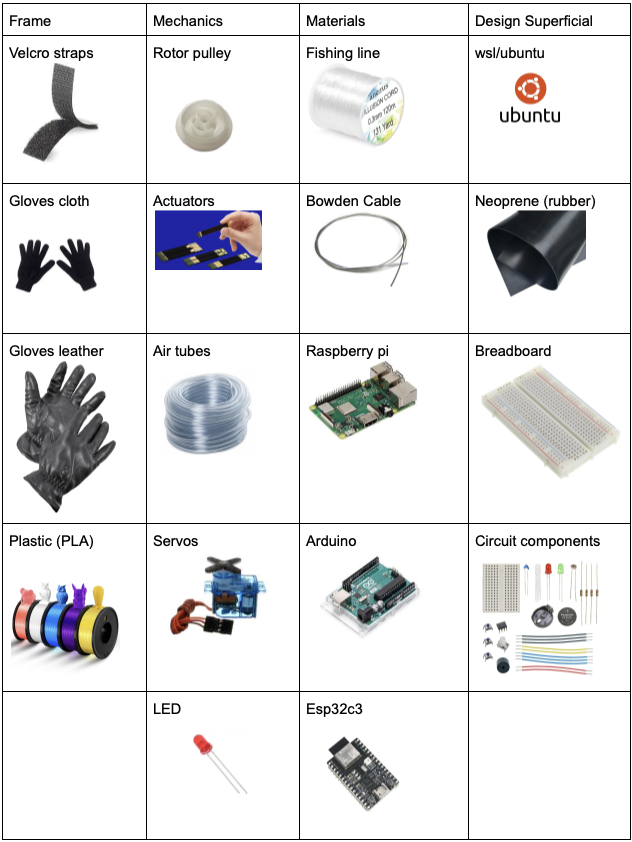 Frame Mechanics Materials Design Superficial
Velcro straps Rotor pulley Fishing line wsl/ubuntu
ILLUSION CORD
0.3mm 120m
131 Yard
ubuntu
Gloves cloth Actuators Bowden Cable Neoprene (rubber)
Gloves leather Air tubes Raspberry pi Breadboard
Plastic (PLA) Servos Arduino Circuit components
LED Esp32c3